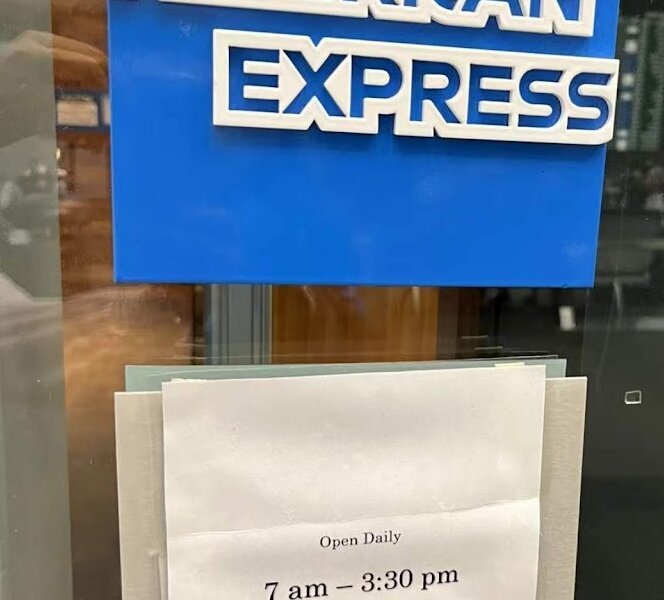 EXPRESS
Open Daily
7 am – 3:30 pm